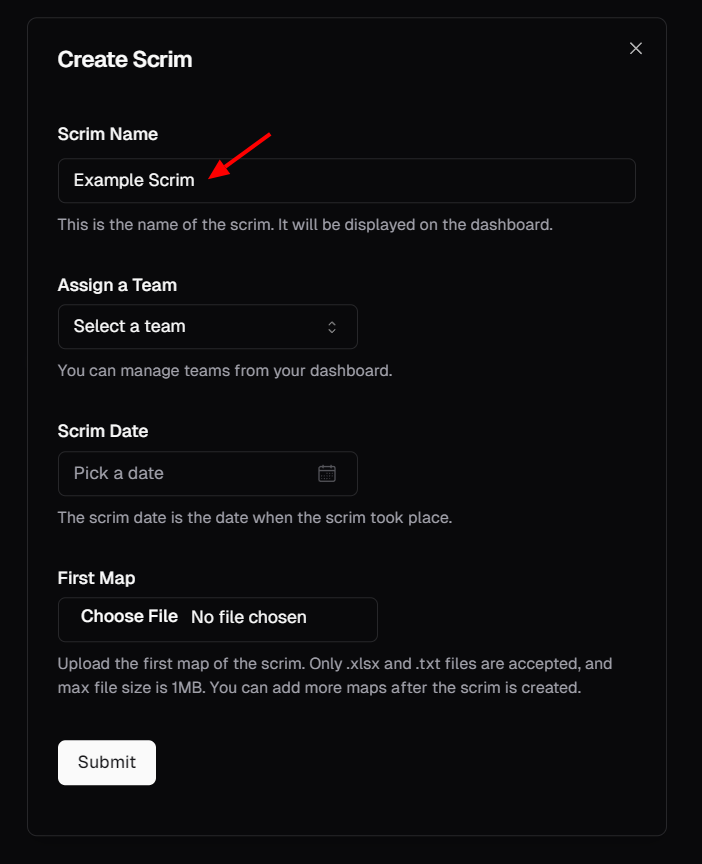 Create Scrim
Scrim Name
Example Scrim
This is the name of the scrim. It will be displayed on the dashboard.
Assign a Team
Select a team
You can manage teams from your dashboard.
Scrim Date
Pick a date
The scrim date is the date when the scrim took place.
First Map
Choose File No file chosen
Upload the first map of the scrim. Only .xlsx and .txt files are accepted, and
max file size is 1MB. You can add more maps after the scrim is created.
Submit